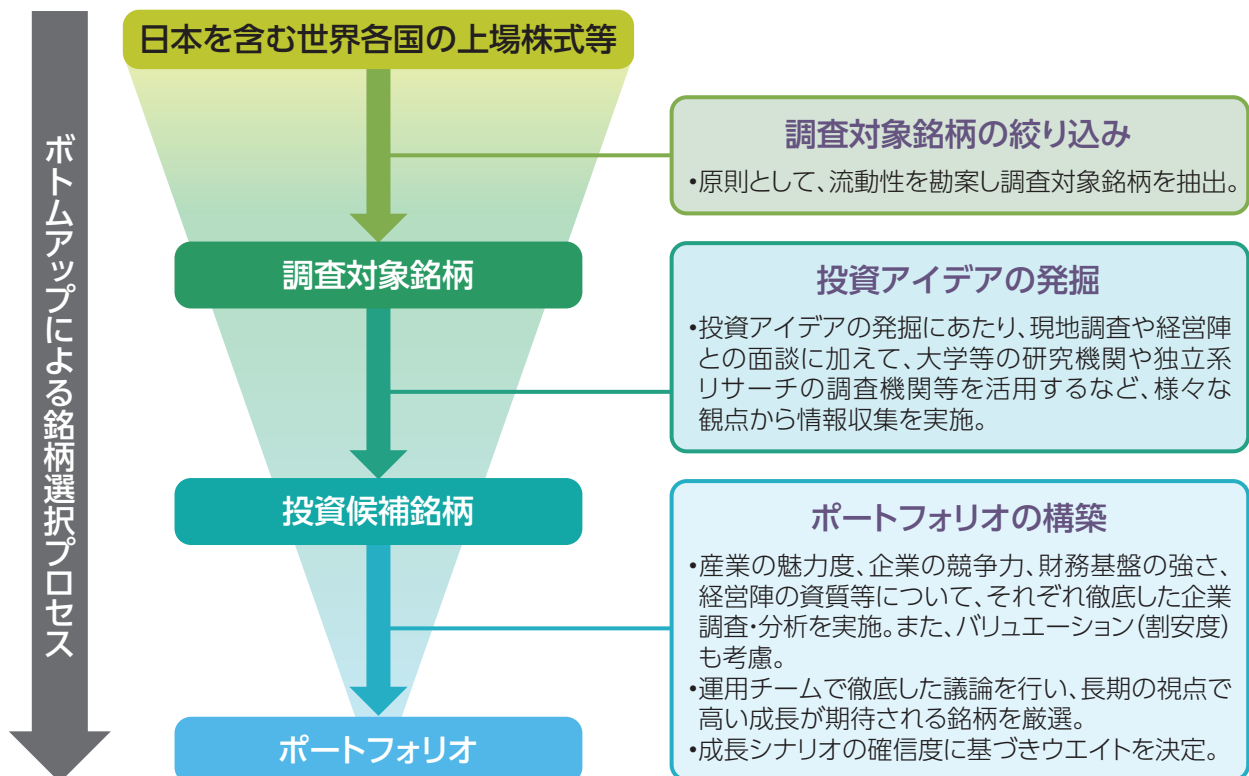 ボトムアップによる銘柄選択プロセス
日本を含む世界各国の上場株式等
調査対象銘柄の絞り込み
•原則として、流動性を勘案し調査対象銘柄を抽出。
調査対象銘柄
投資アイデアの発掘
•投資アイデアの発掘にあたり、現地調査や経営陣
との面談に加えて、大学等の研究機関や独立系
リサーチの調査機関等を活用するなど、様々な
観点から情報収集を実施。
投資候補銘柄
ポートフォリオの構築
•産業の魅力度、企業の競争力、財務基盤の強さ、
経営陣の資質等について、それぞれ徹底した企業
調査・分析を実施。また、バリュエーション(割安度)
も考慮。
•運用チームで徹底した議論を行い、長期の視点で
高い成長が期待される銘柄を厳選。
•成長シナリオの確信度に基づきウエイトを決定。
ポートフォリオ